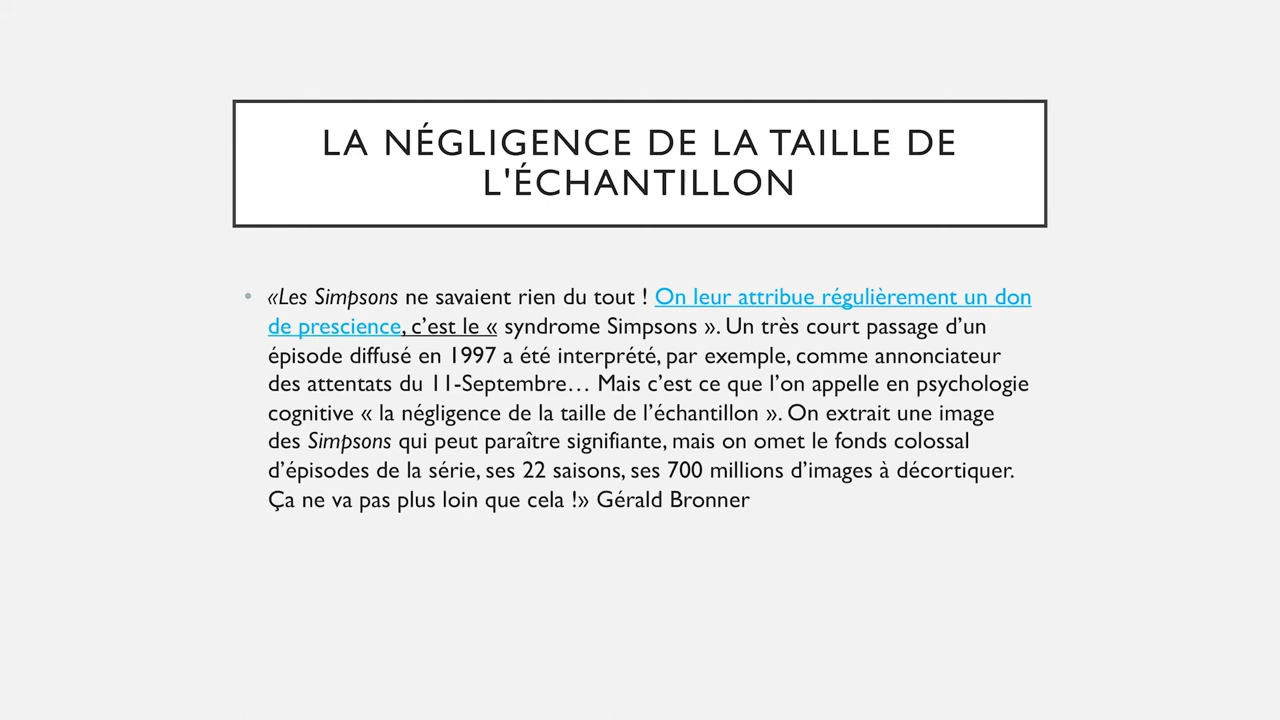 LA NÉGLIGENCE DE LA TAILLE DE
L'ÉCHANTILLON
• «Les Simpsons ne savaient rien du tout ! On leur attribue régulièrement un don
de prescience, c’est le « syndrome Simpsons ». Un très court passage d’un
épisode diffusé en 1997 a été interprété, par exemple, comme annonciateur
des attentats du 11-Septembre… Mais c’est ce que l’on appelle en psychologie
cognitive « la négligence de la taille de l’échantillon ». On extrait une image
des Simpsons qui peut paraître signifiante, mais on omet le fonds colossal
d’épisodes de la série, ses 22 saisons, ses 700 millions d’images à décortiquer.
Ça ne va pas plus loin que cela !» Gérald Bronner